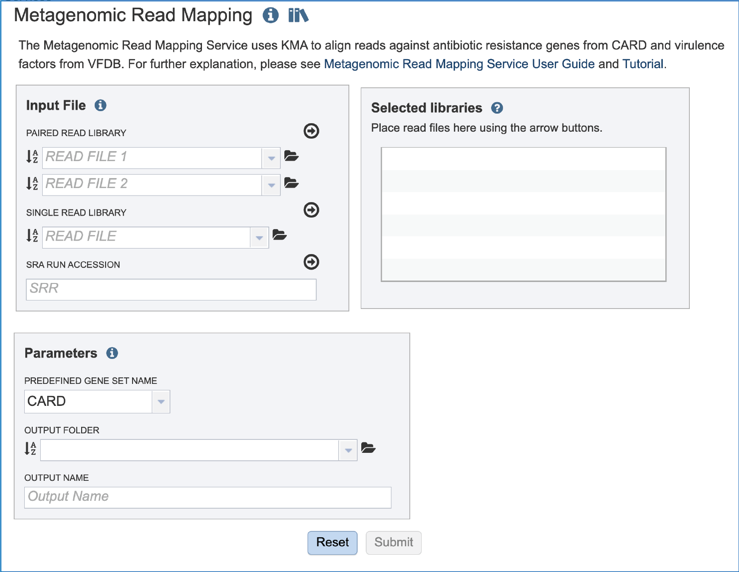 Metagenomic Read Mapping
The Metagenomic Read Mapping Service uses KMA to align reads against antibiotic resistance genes from CARD and virulence
factors from VFDB. For further explanation, please see Metagenomic Read Mapping Service User Guide and Tutorial.
Input File
PAIRED READ LIBRARY
READ FILE 1
READ FILE 2
SINGLE READ LIBRARY
READ FILE
SRA RUN ACCESSION
SRR
Selected libraries
Place read files here using the arrow buttons.
Parameters
PREDEFINED GENE SET NAME
CARD
OUTPUT FOLDER
OUTPUT NAME
Output Name
Reset Submit